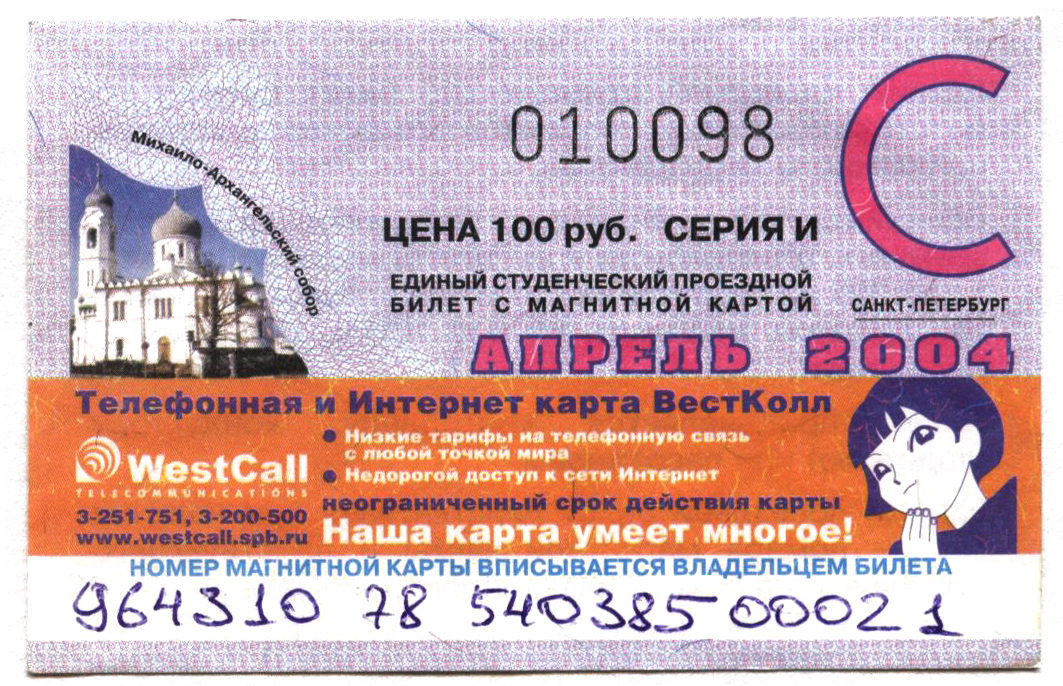 010098
С
Михаило-Архангельский собор
ЦЕНА 100 руб. СЕРИЯ И
ЕДИНЫЙ СТУДЕНЧЕСКИЙ ПРОЕЗДНОЙ
БИЛЕТ С МАГНИТНОЙ КАРТОЙ
САНКТ-ПЕТЕРБУРГ
АПРЕЛЬ 2004
Телефонная и Интернет карта ВестКолл
• Низкие тарифы на телефонную связь
с любой точкой мира
• Недорогой доступ к сети Интернет
WestCall
TELECOMMUNICATIONS
3-251-751, 3-200-500
www.westcall.spb.ru
неограниченный срок действия карты
Наша карта умеет многое!
НОМЕР МАГНИТНОЙ КАРТЫ ВПИСЫВАЕТСЯ ВЛАДЕЛЬЦЕМ БИЛЕТА
964310 78 54038500021